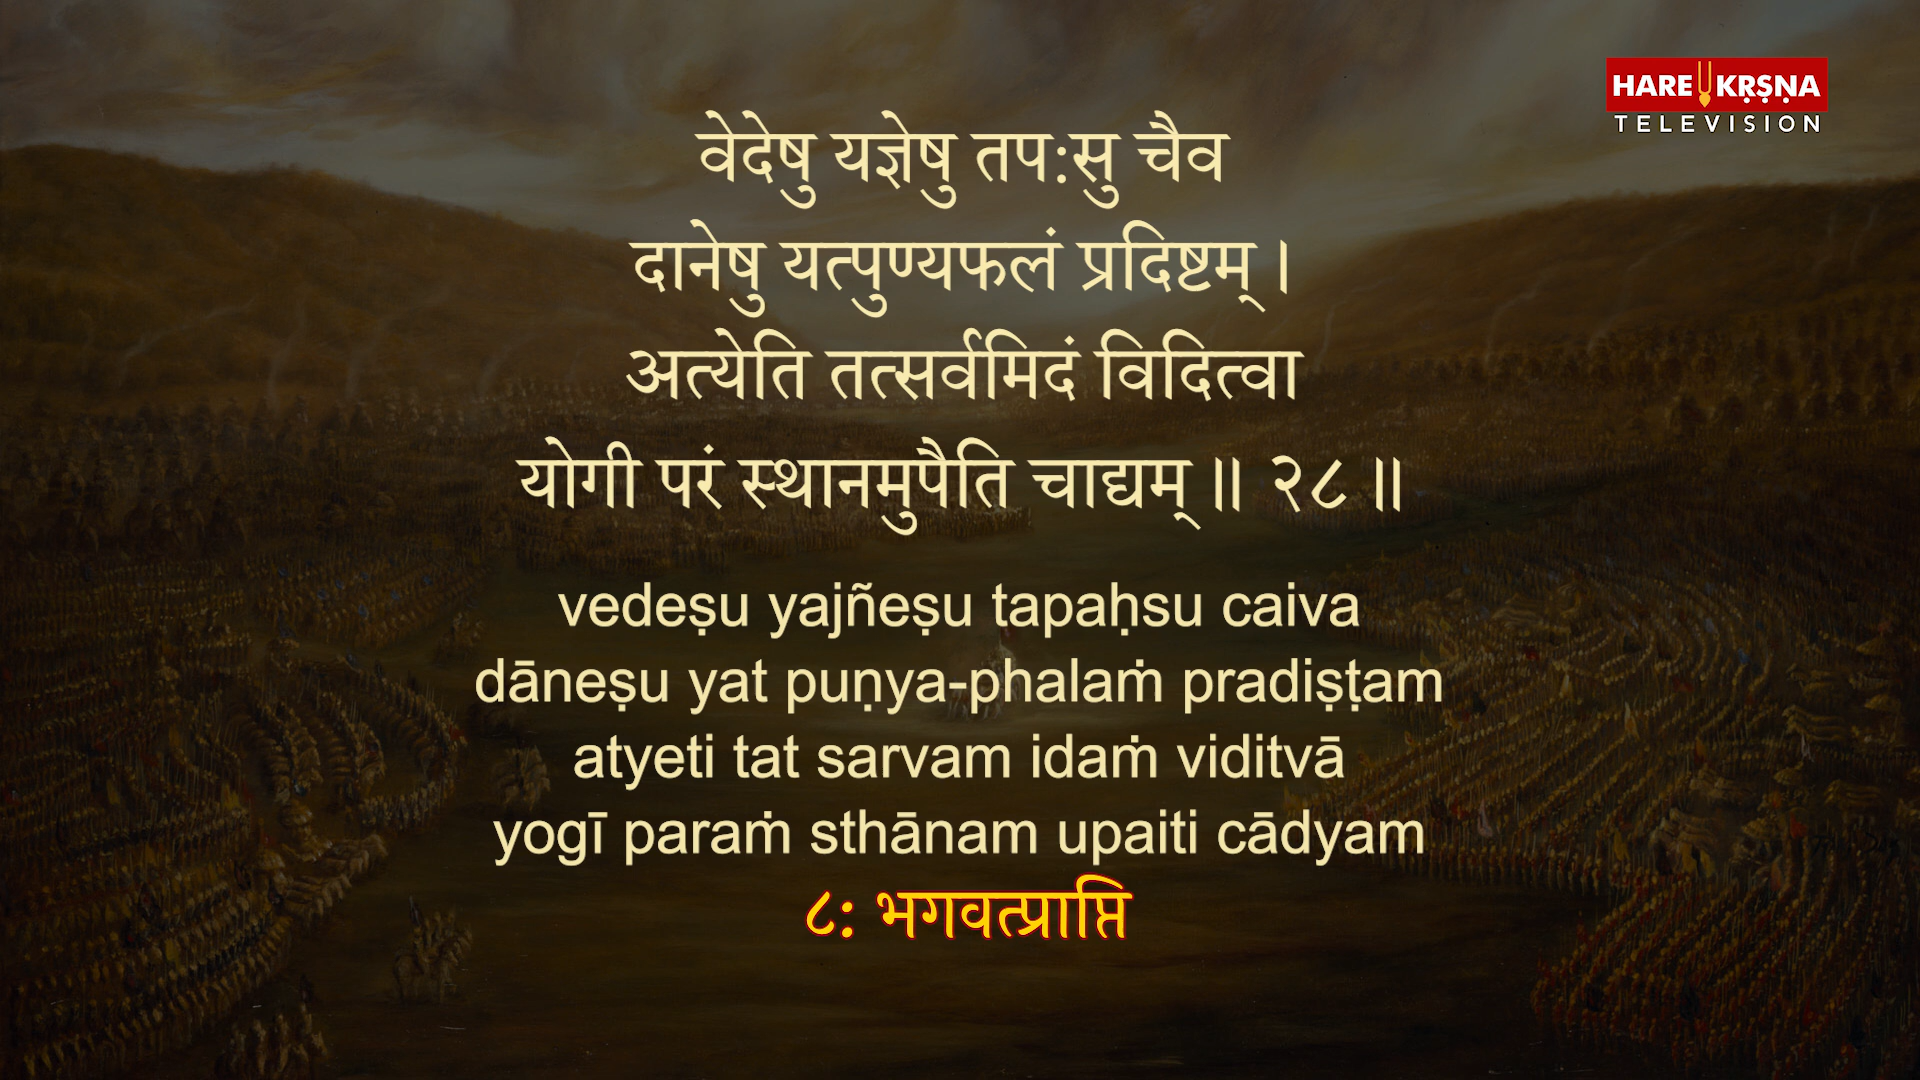 HARE KṚṢṆA
TELEVISION
वेदेषु यज्ञेषु तप:सु चैव
दानेषु यत्पुण्यफलं प्रदिष्टम् ।
अत्येति तत्सर्वमिदं विदित्वा
योगी परं स्थानमुपैति चाद्यम् ॥ २८ ॥
vedeṣu yajñeṣu tapaḥsu caiva
dāneṣu yat puṇya-phalaṁ pradiṣṭam
atyeti tat sarvam idaṁ viditvā
yogī paraṁ sthānam upaiti cādyam
८: भगवत्प्राप्ति